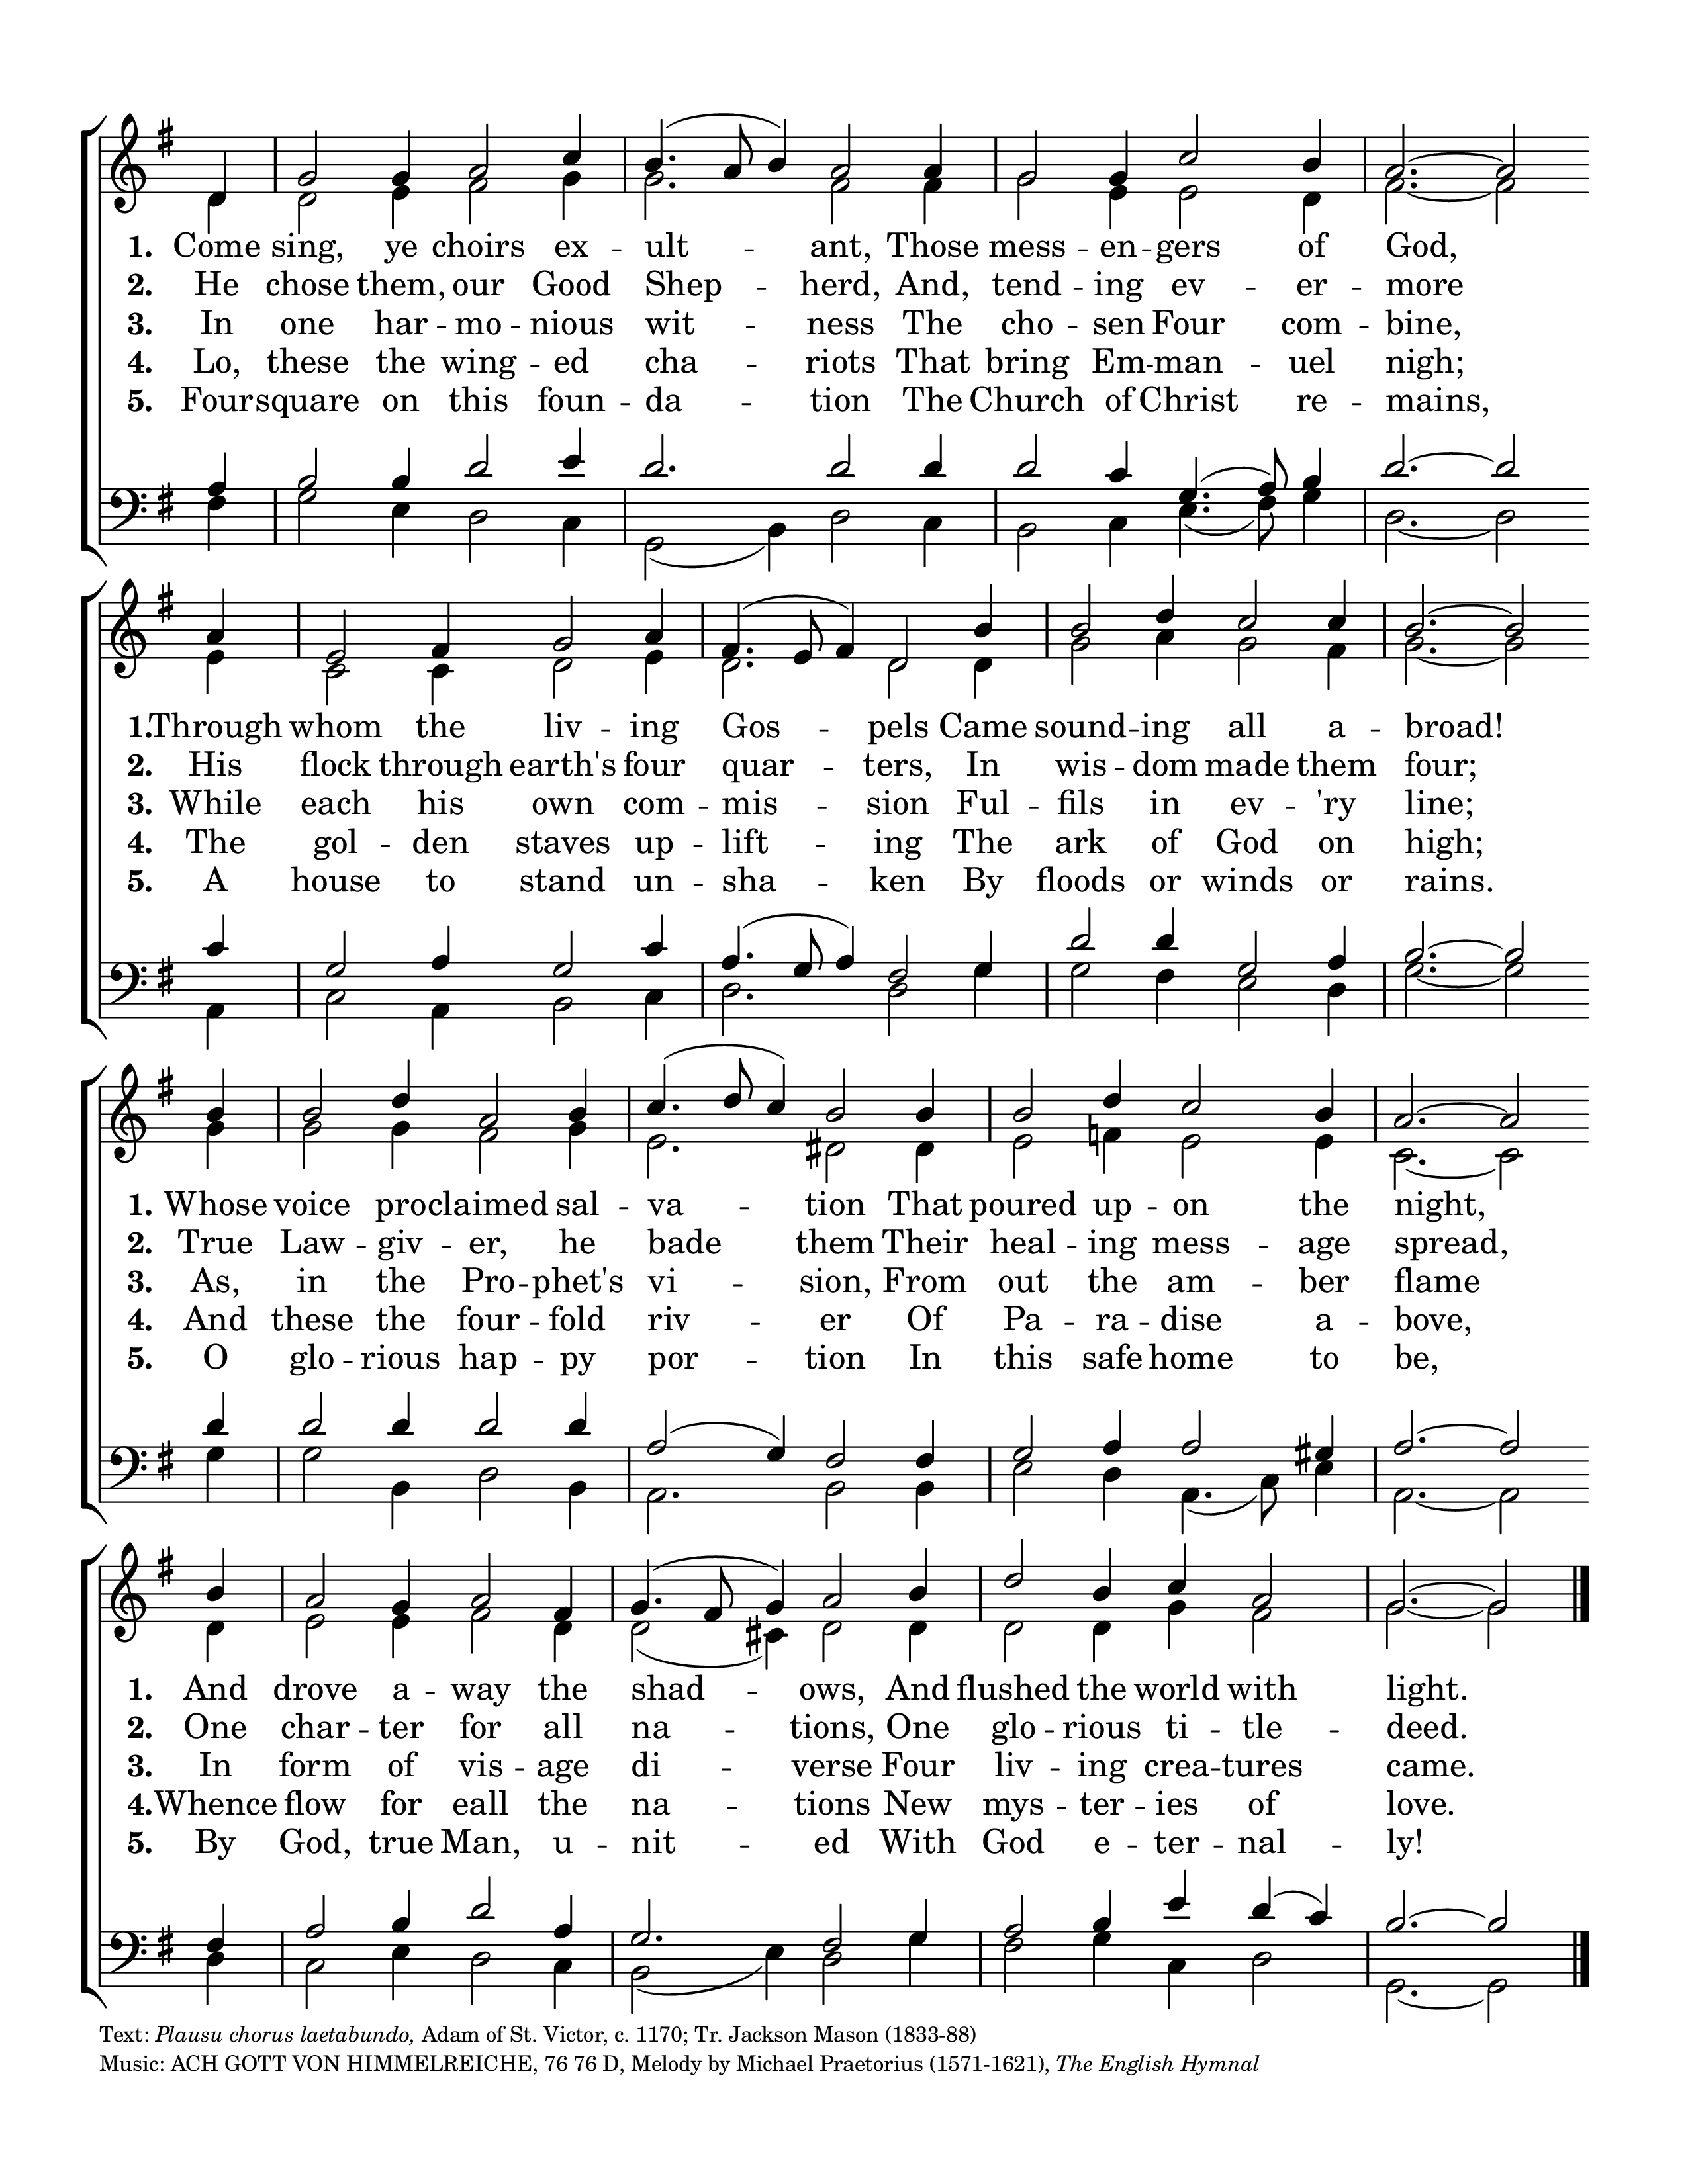 1. Come sing, ye choirs ex -- ult -- ant, Those mess -- en -- gers of God,
2. He chose them, our Good Shep -- herd, And, tend -- ing ev -- er -- more
3. In one har -- mo -- nious wit -- ness The cho -- sen Four com -- bine,
4. Lo, these the wing -- ed cha -- riots That bring Em -- man -- uel nigh;
5. Foursquare on this foun -- da -- tion The Church of Christ re -- mains,
1. Through whom the liv -- ing Gos -- pels Came sound -- ing all a -- broad!
2. His flock through earth's four quar -- ters, In wis -- dom made them four;
3. While each his own com -- mis -- sion Ful -- fils in ev -- 'ry line;
4. The gol -- den staves up -- lift -- ing The ark of God on high;
5. A house to stand un -- sha -- ken By floods or winds or rains.
1. Whose voice proclaimed sal -- va -- tion That poured up -- on the night,
2. True Law -- giv -- er, he bade them Their heal -- ing mess -- age spread,
3. As, in the Pro -- phet's vi -- sion, From out the am -- ber flame
4. And these the four -- fold riv -- er Of Pa -- ra -- dise a -- bove,
5. O glo -- rious hap -- py por -- tion In this safe home to be,
1. And drove a -- way the shad -- ows, And flushed the world with light.
2. One char -- ter for all na -- tions, One glo -- rious ti -- tle -- deed.
3. In form of vis -- age di -- verse Four liv -- ing crea -- tures came.
4. Whence flow for eall the na -- tions New mys -- ter -- ies of love.
5. By God, true Man, u -- nit -- ed With God e -- ter -- nal -- ly!
Text: Plausu chorus laetabundo, Adam of St. Victor, c. 1170; Tr. Jackson Mason (1833-88)
Music: ACH GOTT VON HIMMELREICHE, 76 76 D, Melody by Michael Praetorius (1571-1621), The English Hymnal